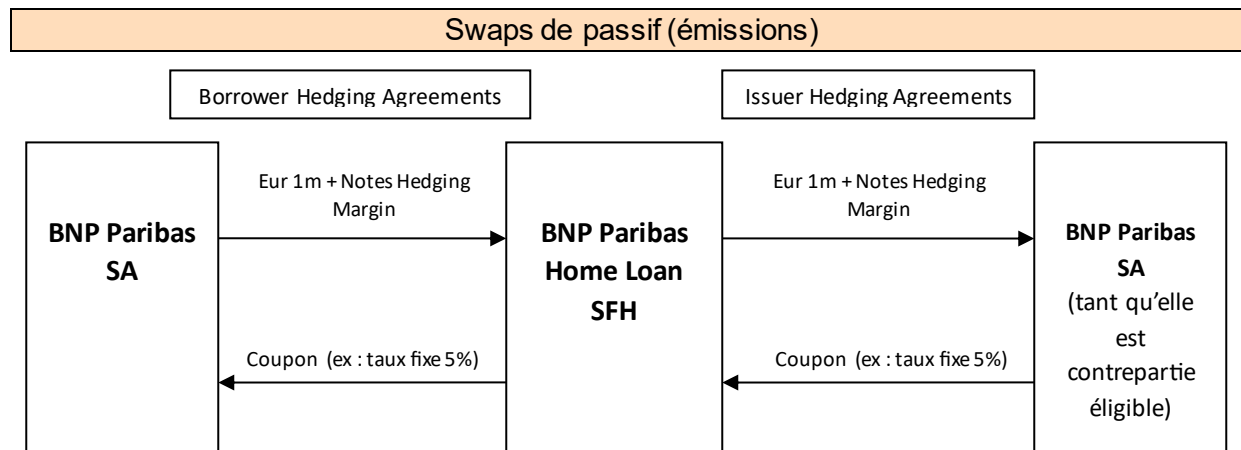 Swaps de passif (émissions)
Borrower Hedging Agreements
Issuer Hedging Agreements
BNP Paribas
SA
Eur 1m + Notes Hedging
Margin
Coupon (ex : taux fixe 5%)
BNP Paribas
Home Loan
SFH
Eur 1m + Notes Hedging
Margin
Coupon (ex : taux fixe 5%)
BNP Paribas
SA
(tant qu’elle
est
contrepartie
éligible)